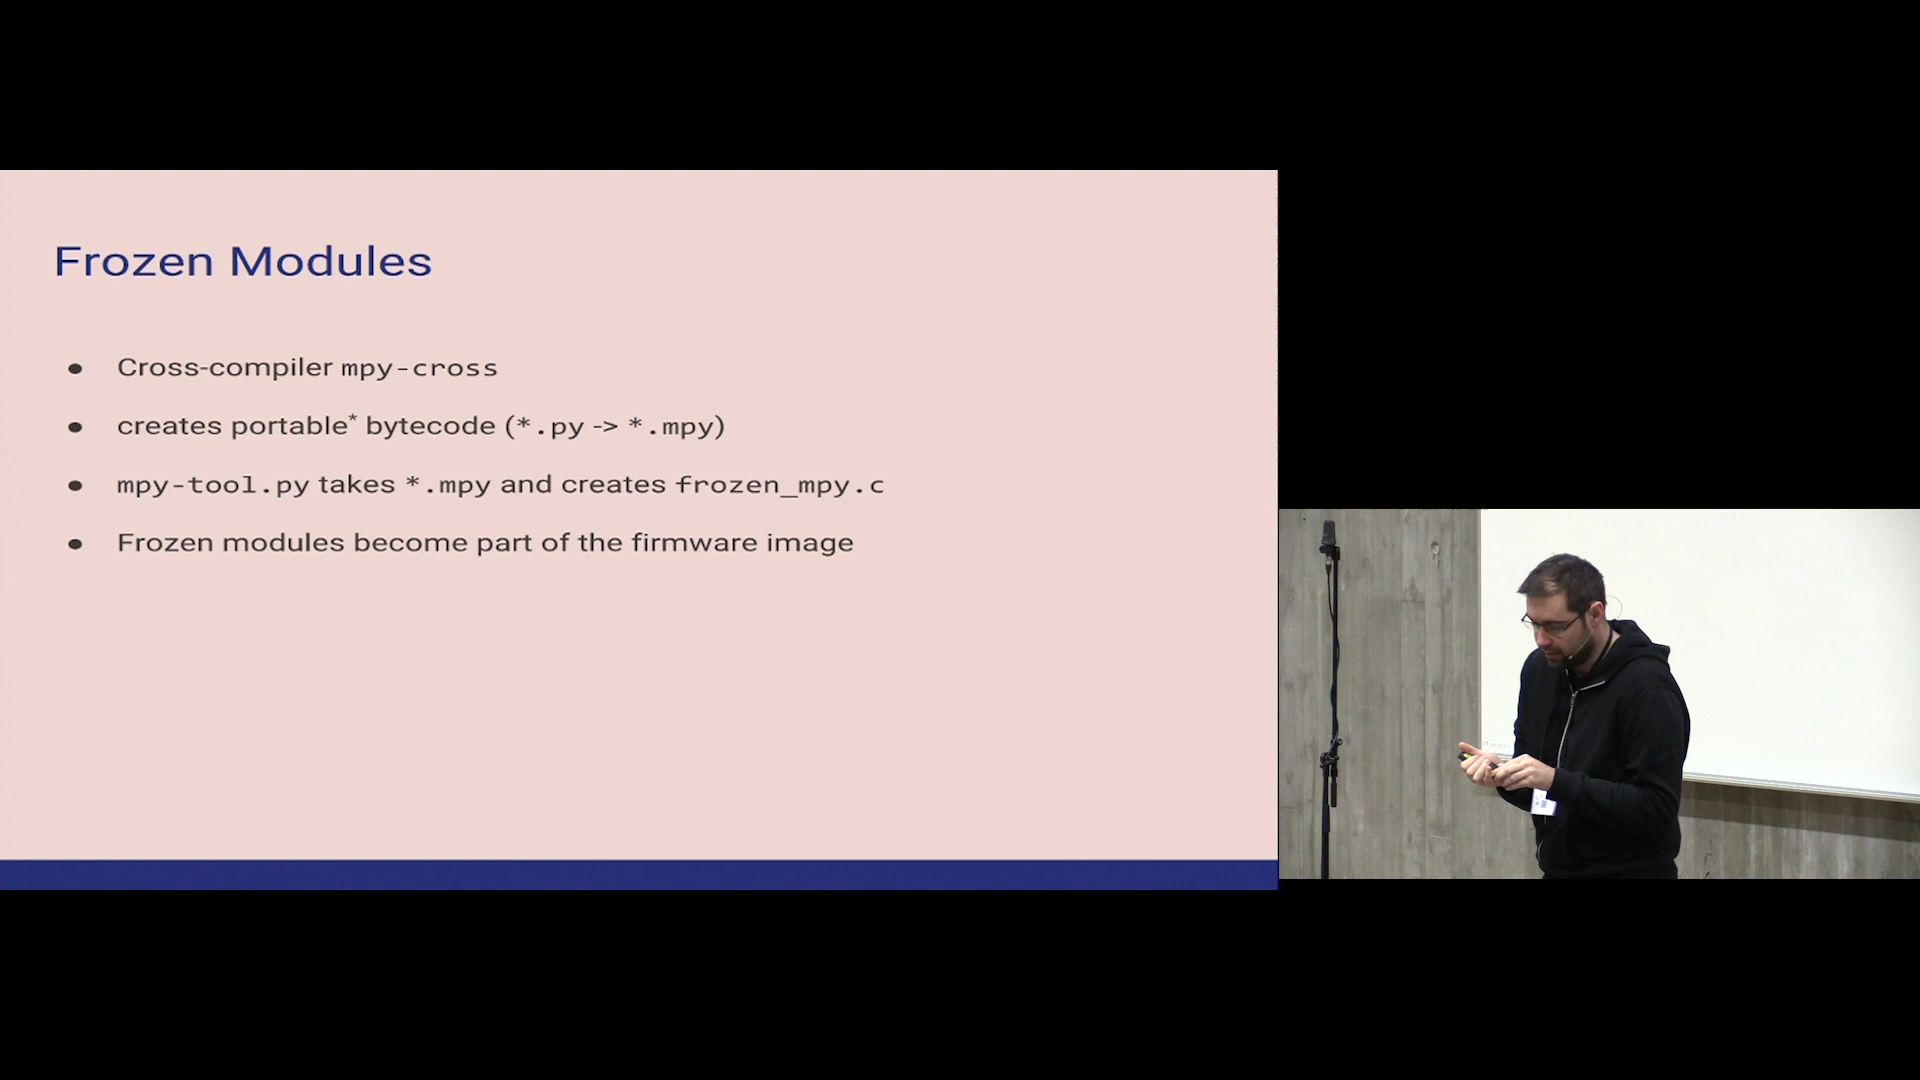 Frozen Modules
● Cross-compiler mpy-cross
● creates portable* bytecode (*.py -> *.mpy)
● mpy-tool.py takes *.mpy and creates frozen_mpy.c
● Frozen modules become part of the firmware image